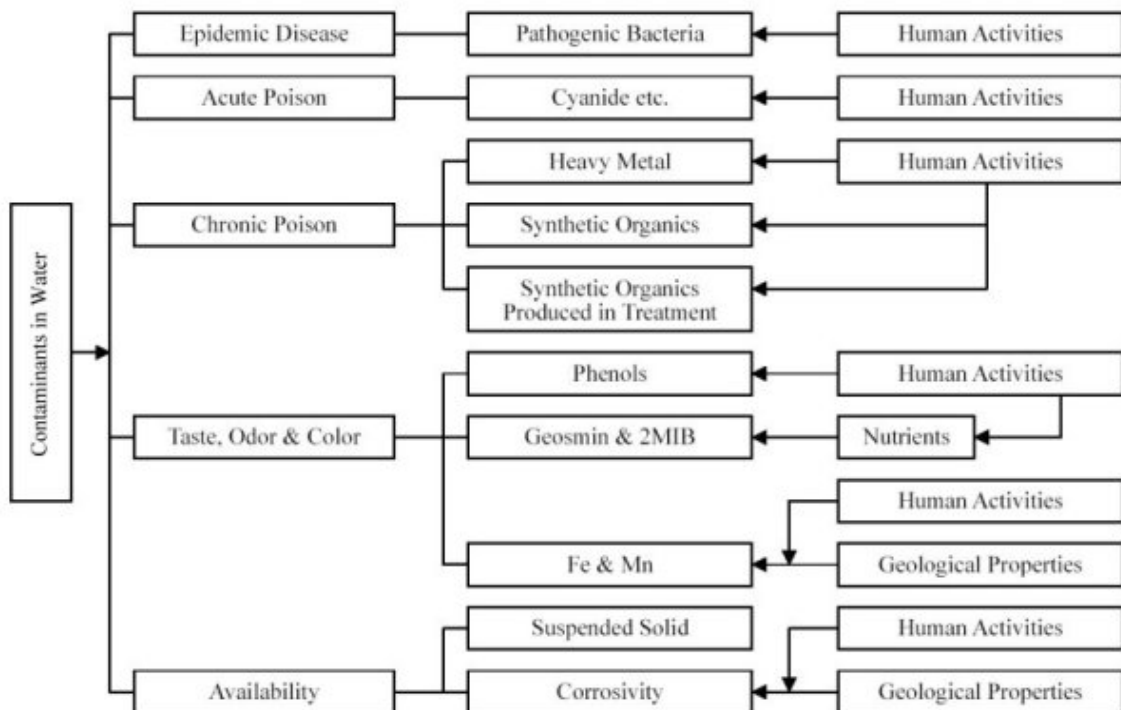 Epidemic Disease
Pathogenic Bacteria
Human Activities
Acute Poison
Cyanide etc.
Human Activities
Heavy Metal
Human Activities
Contaminants in Water
Chronic Poison
Synthetic Organics
Synthetic Organics
Produced in Treatment
Phenols
Human Activities
Taste, Odor & Color
Geosmin & 2MIB
Nutrients
Human Activities
Fe & Mn
Geological Properties
Suspended Solid
Human Activities
Availability
Corrosivity
Geological Properties